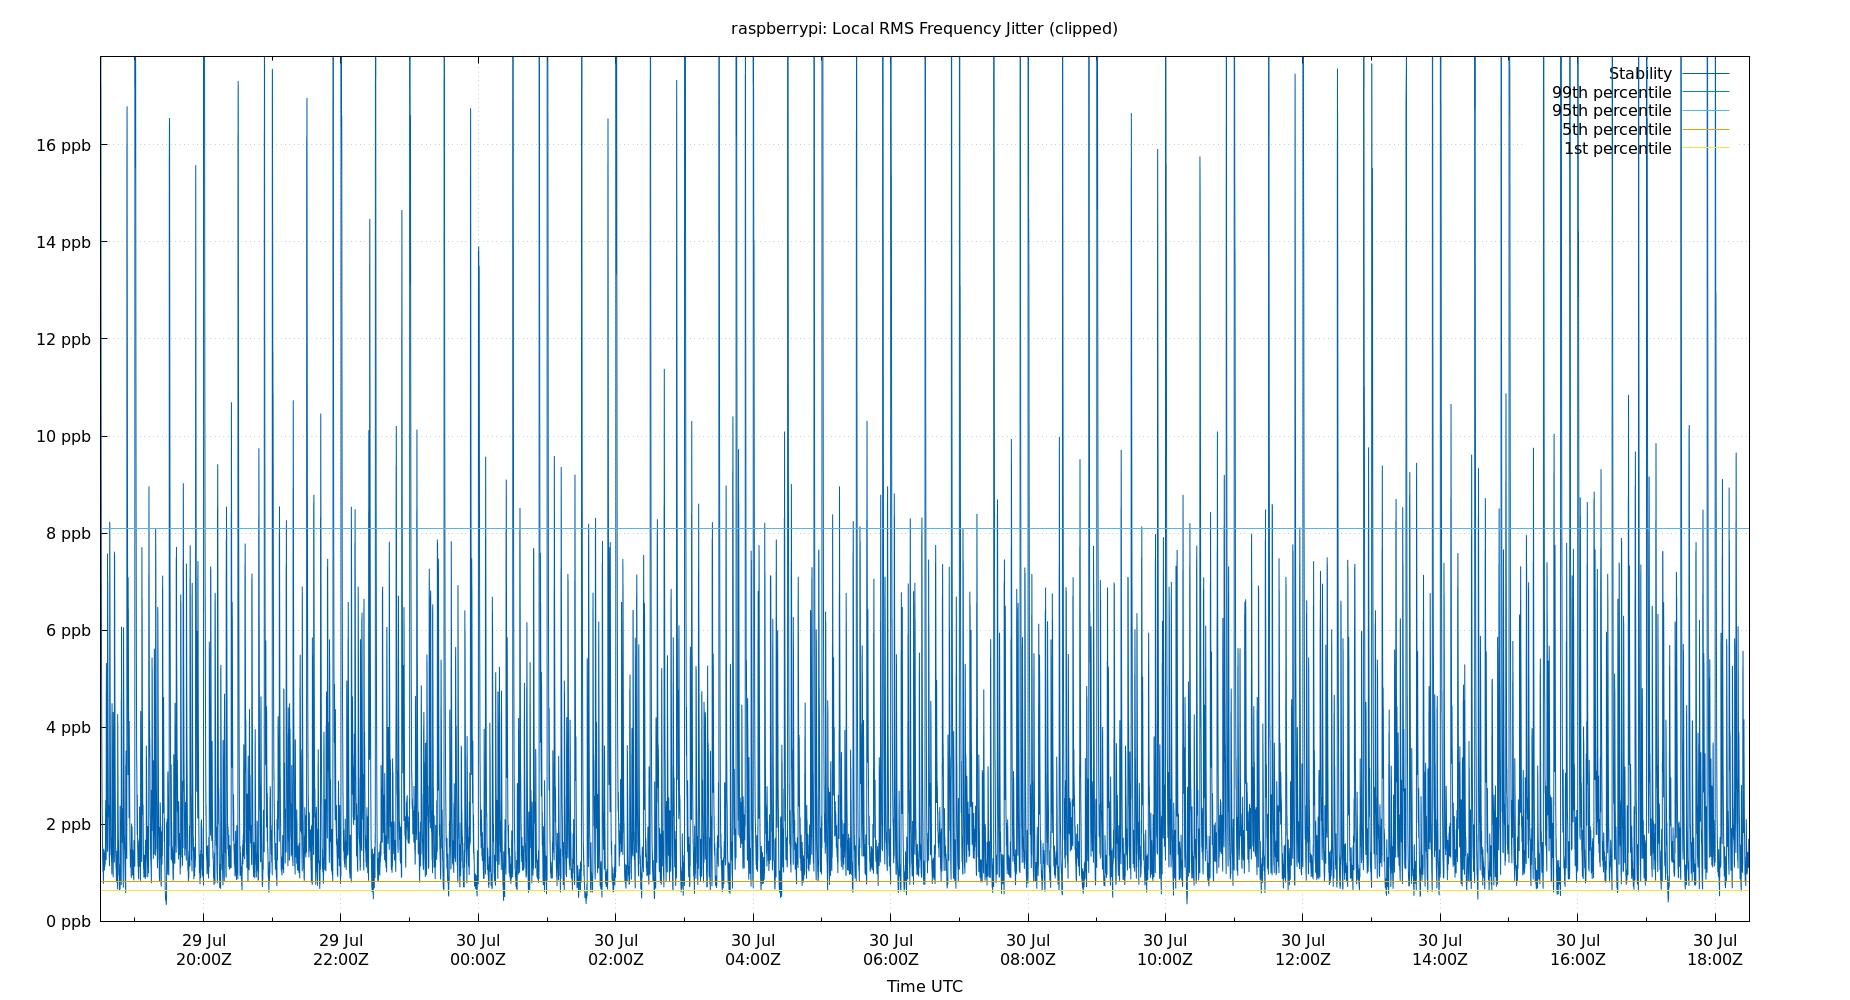 raspberrypi: Local RMS Frequency Jitter (clipped)
Stability
99th percentile
95th percentile
5th percentile
1st percentile
16 ppb
14 ppb
12 ppb
10 ppb
8 ppb
6 ppb
4 ppb
2 ppb
0 ppb
29 Jul 29 Jul 30 Jul 30 Jul 30 Jul 30 Jul 30 Jul 30 Jul 30 Jul 30 Jul 30 Jul 30 Jul
20:00Z 22:00Z 00:00Z 02:00Z 04:00Z 06:00Z 08:00Z 10:00Z 12:00Z 14:00Z 16:00Z 18:00Z
Time UTC